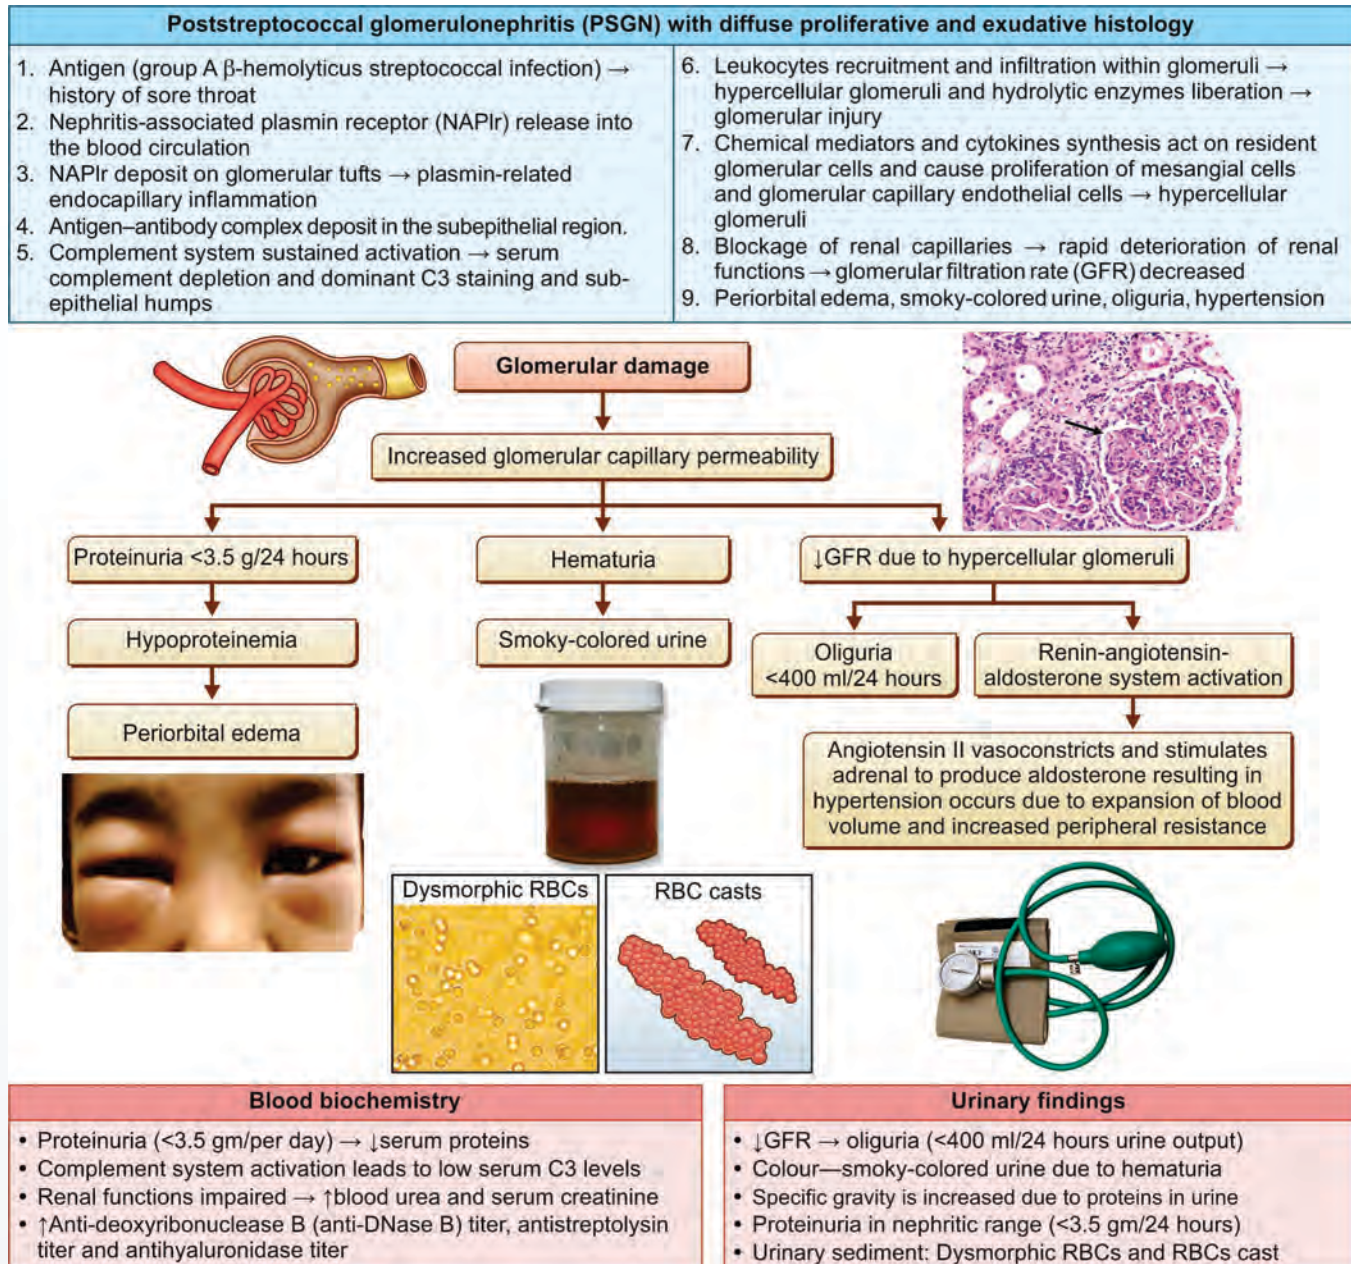 Poststreptococcal glomerulonephritis (PSGN) with diffuse proliferative and exudative histology
1. Antigen (group A β-hemolyticus streptococcal infection) →
history of sore throat
2. Nephritis-associated plasmin receptor (NAPlr) release into
the blood circulation
3. NAPlr deposit on glomerular tufts → plasmin-related
endocapillary inflammation
4. Antigen–antibody complex deposit in the subepithelial region.
5. Complement system sustained activation → serum
complement depletion and dominant C3 staining and sub-
epithelial humps
6. Leukocytes recruitment and infiltration within glomeruli →
hypercellular glomeruli and hydrolytic enzymes liberation →
glomerular injury
7. Chemical mediators and cytokines synthesis act on resident
glomerular cells and cause proliferation of mesangial cells
and glomerular capillary endothelial cells → hypercellular
glomeruli
8. Blockage of renal capillaries → rapid deterioration of renal
functions → glomerular filtration rate (GFR) decreased
9. Periorbital edema, smoky-colored urine, oliguria, hypertension
Glomerular damage
Increased glomerular capillary permeability
Proteinuria <3.5 g/24 hours
Hematuria
↓GFR due to hypercellular glomeruli
Hypoproteinemia
Smoky-colored urine
Oliguria
<400 ml/24 hours
Renin-angiotensin-
aldosterone system activation
Periorbital edema
Angiotensin II vasoconstricts and stimulates
adrenal to produce aldosterone resulting in
hypertension occurs due to expansion of blood
volume and increased peripheral resistance
Dysmorphic RBCs
RBC casts
Blood biochemistry
• Proteinuria (<3.5 gm/per day) → ↓serum proteins
• Complement system activation leads to low serum C3 levels
• Renal functions impaired → ↑blood urea and serum creatinine
• ↑Anti-deoxyribonuclease B (anti-DNase B) titer, antistreptolysin
titer and antihyaluronidase titer
Urinary findings
• ↓GFR → oliguria (<400 ml/24 hours urine output)
• Colour—smoky-colored urine due to hematuria
• Specific gravity is increased due to proteins in urine
• Proteinuria in nephritic range (<3.5 gm/24 hours)
• Urinary sediment: Dysmorphic RBCs and RBCs cast